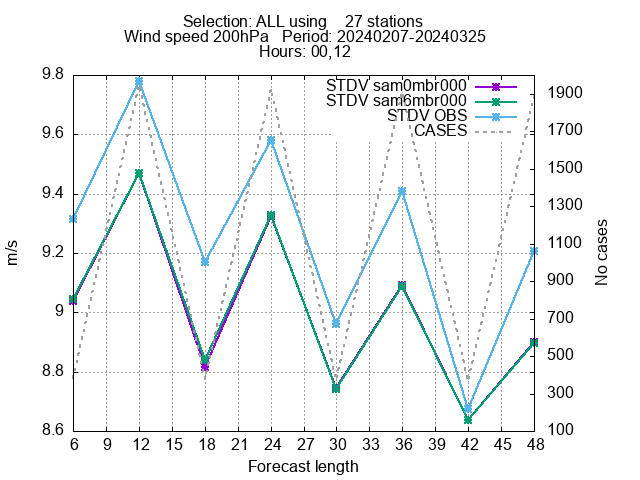 Selection: ALL using    27 stations
Wind speed 200hPa   Period: 20240207-20240325
Hours: 00,12
STDV sam0mbr000
STDV sam6mbr000
STDV OBS
CASES
9.8
9.6
9.4
9.2
9
8.8
8.6
m/s
1900
1700
1500
1300
1100
900
700
500
300
100
No cases
6 9 12 15 18 21 24 27 30 33 36 39 42 45 48
Forecast length